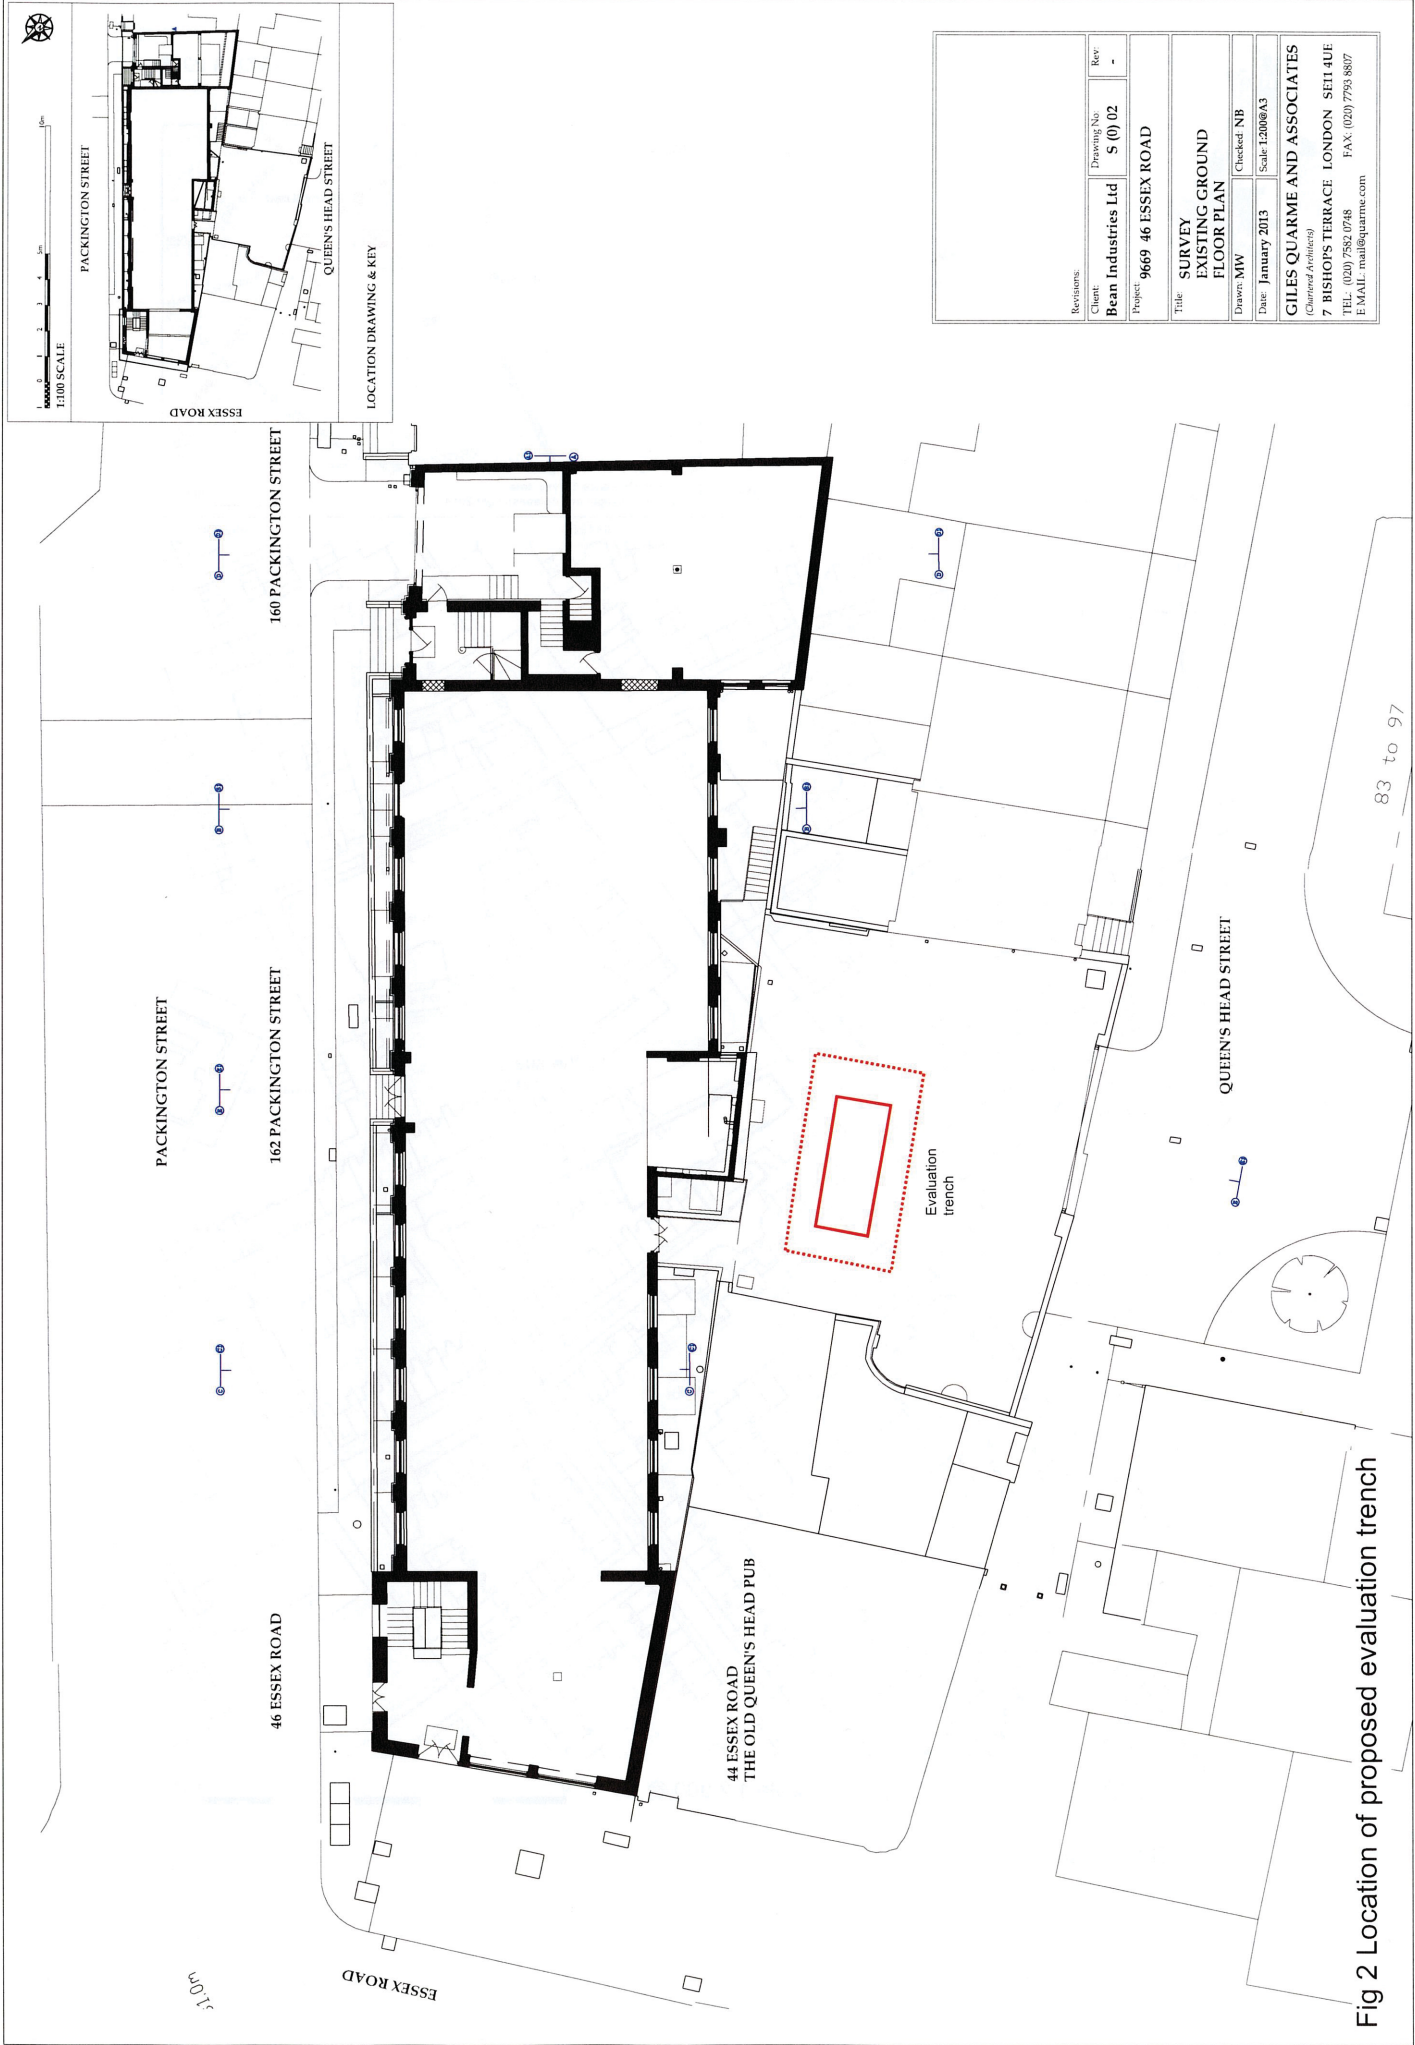 PACKINGTON STREET
46 ESSEX ROAD
162 PACKINGTON STREET
160 PACKINGTON STREET
ESSEX ROAD
44 ESSEX ROAD
THE OLD QUEEN'S HEAD PUB
Evaluation
trench
QUEEN'S HEAD STREET
83 to 97
Fig 2 Location of proposed evaluation trench
0 1 2 3 4 5m 10m
1:100 SCALE
PACKINGTON STREET
ESSEX ROAD
QUEEN'S HEAD STREET
LOCATION DRAWING & KEY
Revisions:
Client: Drawing No: Rev:
Bean Industries Ltd S (0) 02 -
Project: 9669 46 ESSEX ROAD
Title: SURVEY
EXISTING GROUND
FLOOR PLAN
Drawn: MW Checked: NB
Date: January 2013 Scale:1:200@A3
GILES QUARME AND ASSOCIATES
(Chartered Architects)
7 BISHOPS TERRACE LONDON SE11 4UE
TEL: (020) 7582 0748 FAX: (020) 7793 8807
E MAIL: mail@quarme.com